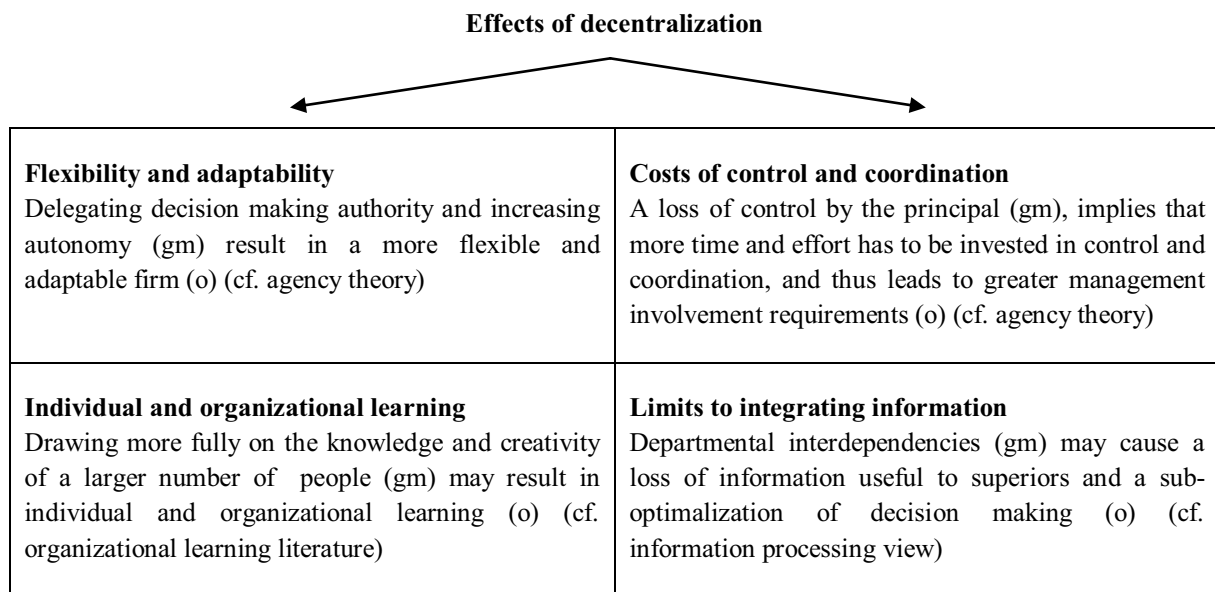 Effects of decentralization
Flexibility and adaptability
Delegating decision making authority and increasing
autonomy (gm) result in a more flexible and
adaptable firm (o) (cf. agency theory)
Costs of control and coordination
A loss of control by the principal (gm), implies that
more time and effort has to be invested in control and
coordination, and thus leads to greater management
involvement requirements (o) (cf. agency theory)
Individual and organizational learning
Drawing more fully on the knowledge and creativity
of a larger number of people (gm) may result in
individual and organizational learning (o) (cf.
organizational learning literature)
Limits to integrating information
Departmental interdependencies (gm) may cause a
loss of information useful to superiors and a sub-
optimalization of decision making (o) (cf.
information processing view)